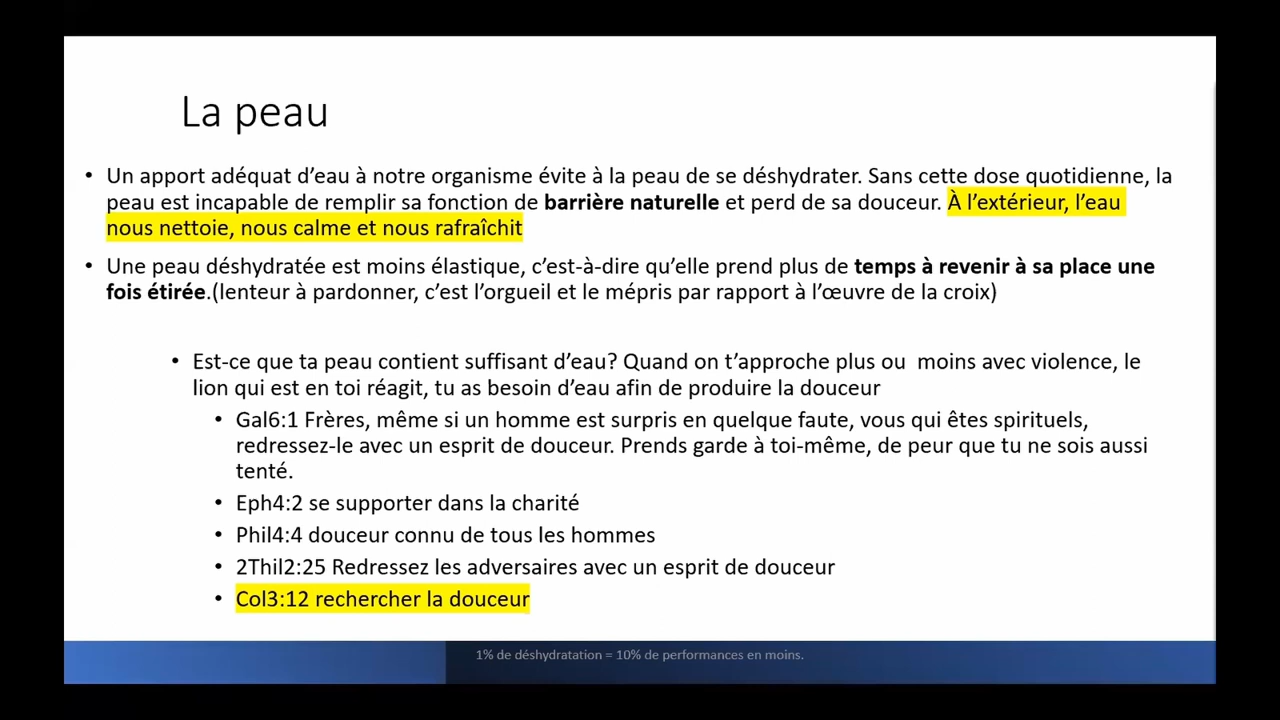 La peau
• Un apport adéquat d’eau à notre organisme évite à la peau de se déshydrater. Sans cette dose quotidienne, la
peau est incapable de remplir sa fonction de barrière naturelle et perd de sa douceur. À l’extérieur, l’eau
nous nettoie, nous calme et nous rafraîchit
• Une peau déshydratée est moins élastique, c’est-à-dire qu’elle prend plus de temps à revenir à sa place une
fois étirée.(lenteur à pardonner, c’est l’orgueil et le mépris par rapport à l’œuvre de la croix)
• Est-ce que ta peau contient suffisant d’eau? Quand on t’approche plus ou  moins avec violence, le
lion qui est en toi réagit, tu as besoin d’eau afin de produire la douceur
• Gal6:1 Frères, même si un homme est surpris en quelque faute, vous qui êtes spirituels,
redressez-le avec un esprit de douceur. Prends garde à toi-même, de peur que tu ne sois aussi
tenté.
• Eph4:2 se supporter dans la charité
• Phil4:4 douceur connu de tous les hommes
• 2Thil2:25 Redressez les adversaires avec un esprit de douceur
• Col3:12 rechercher la douceur
1% de déshydratation = 10% de performances en moins.